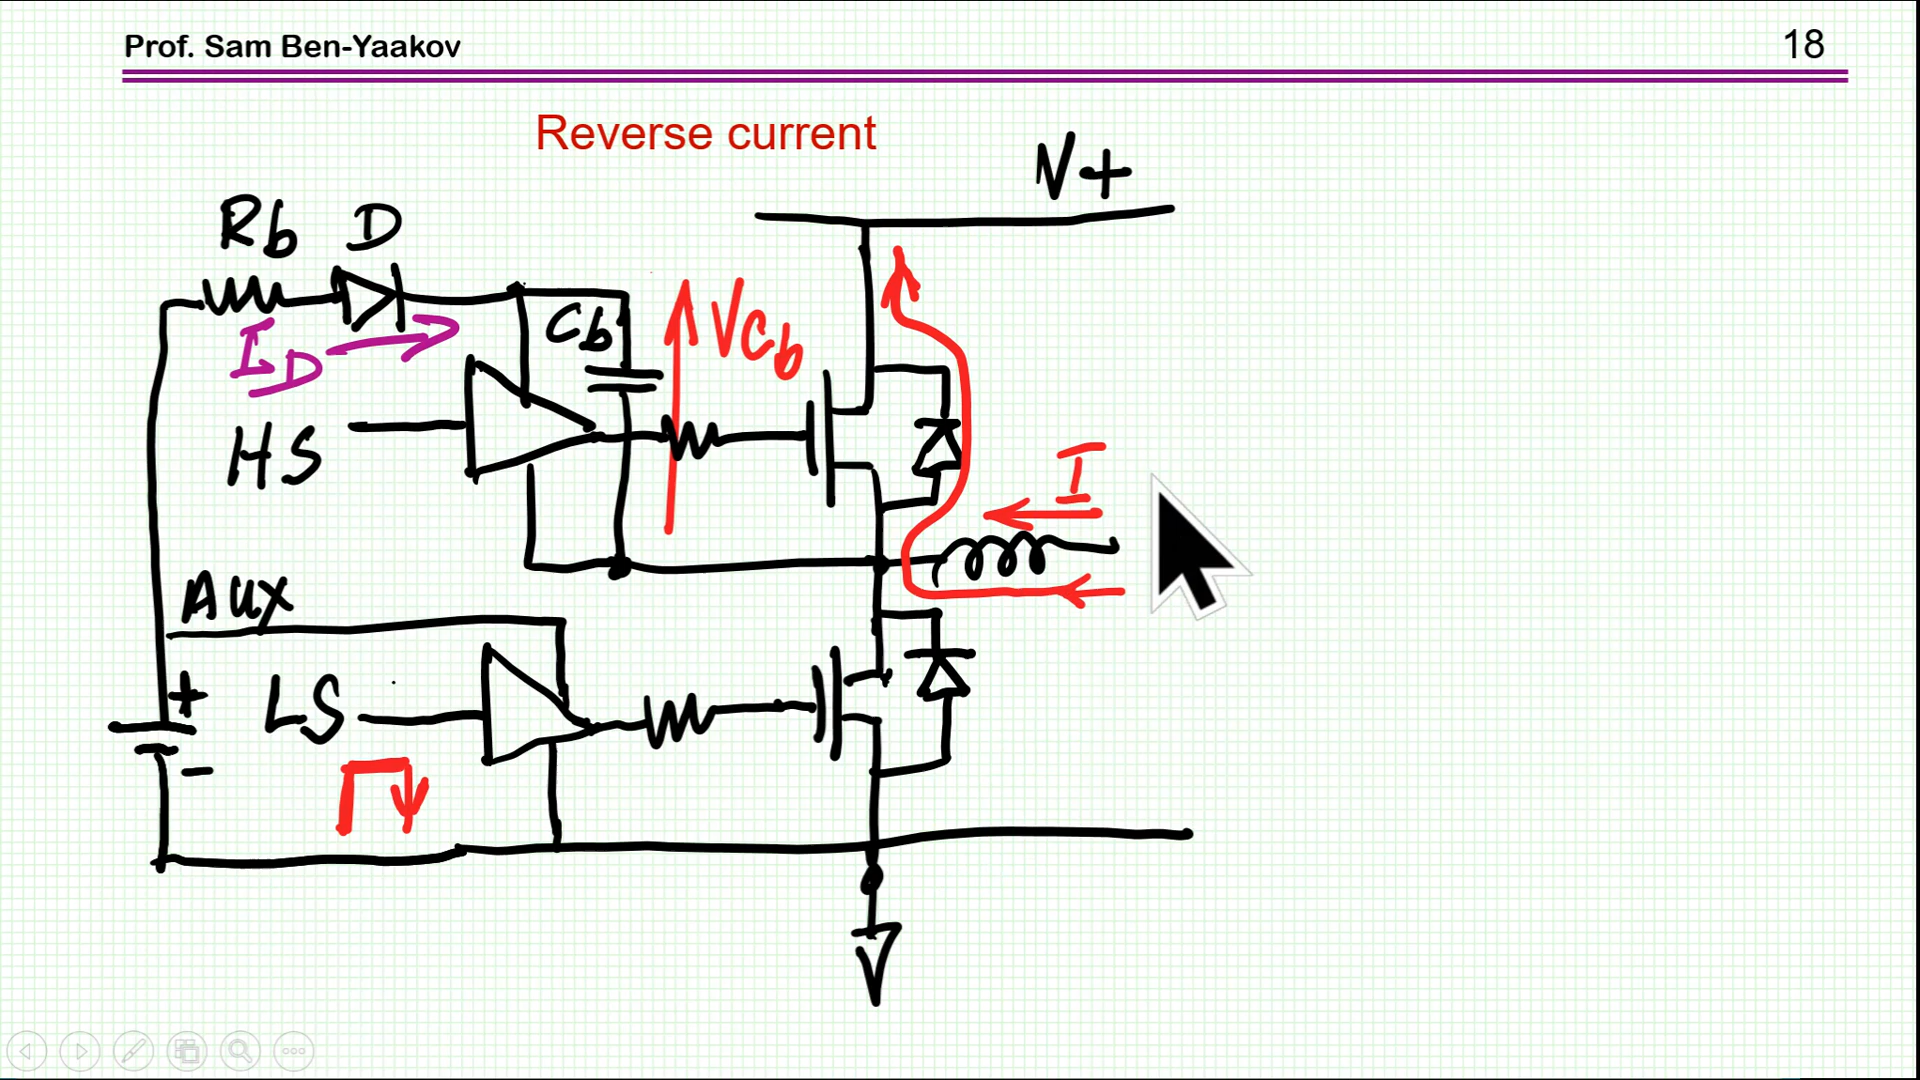 Prof. Sam Ben-Yaakov
18
Reverse current
V+
Rb D
Cb
VCb
ID
HS
I
AUX
+
LS
-